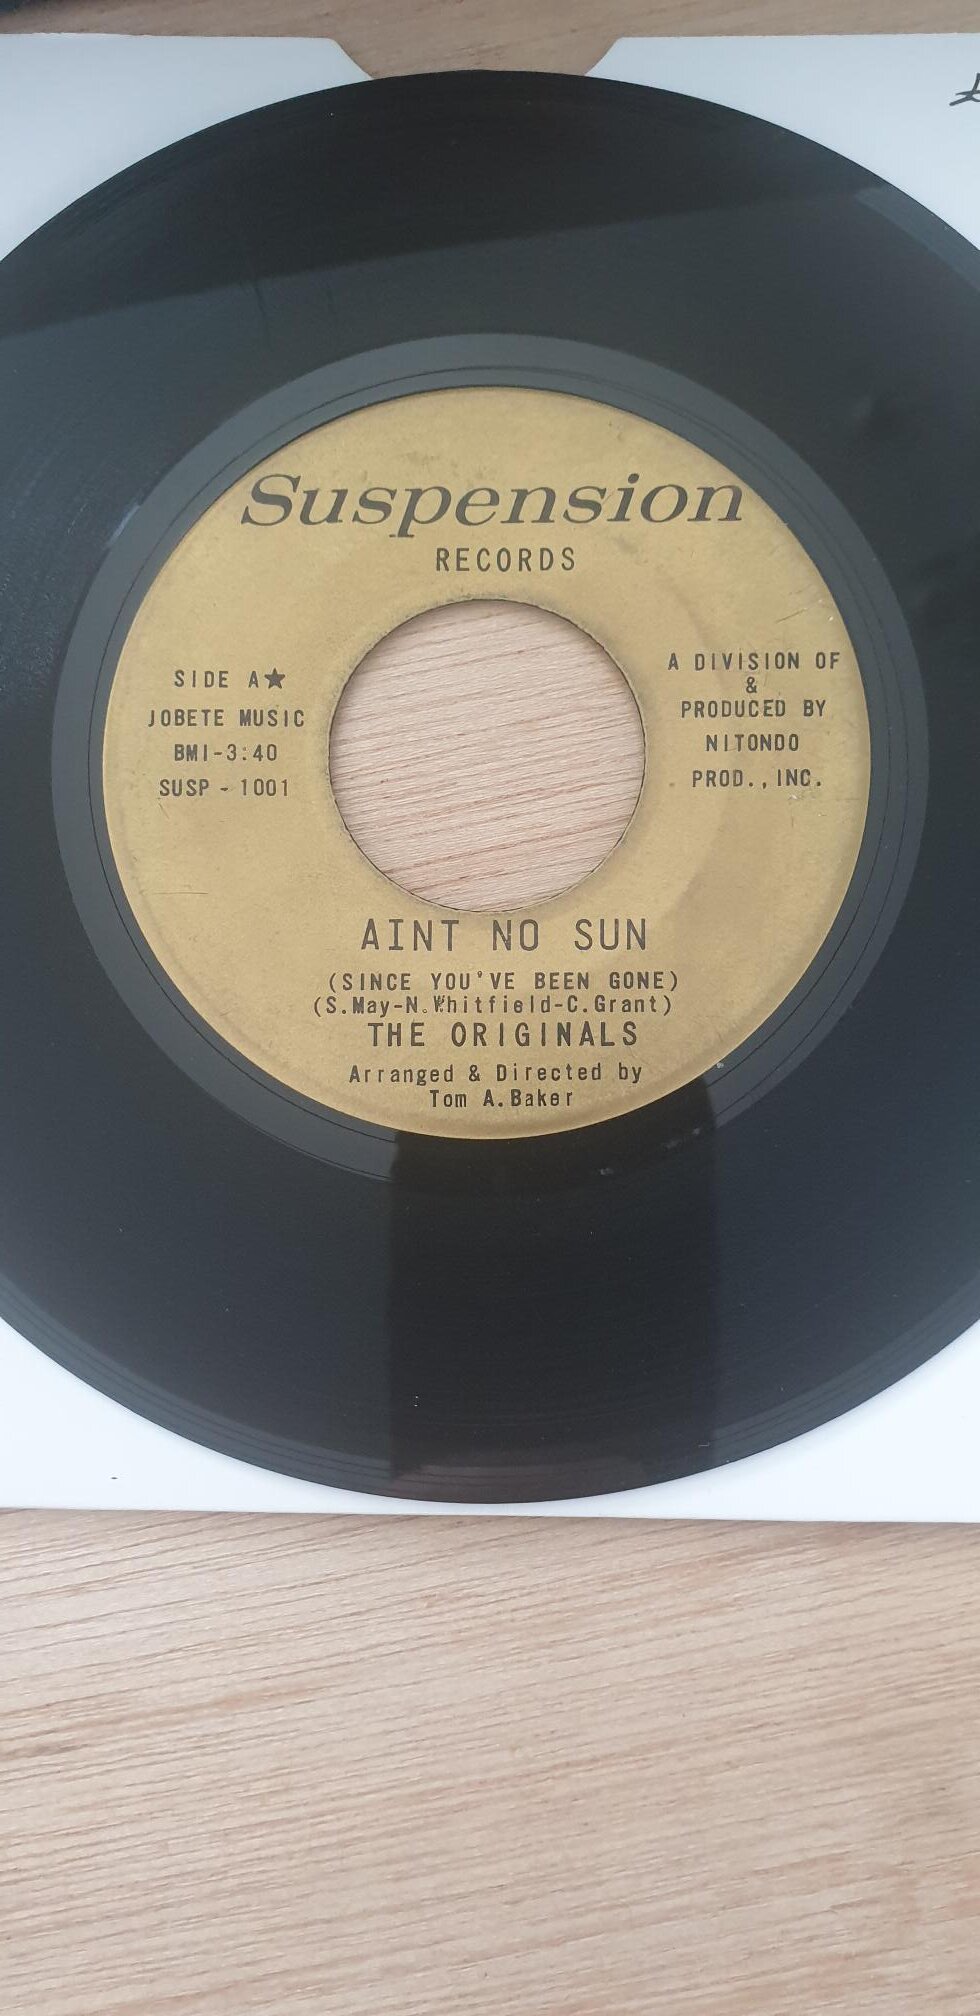 Suspension
RECORDS
SIDE A★
JOBETE MUSIC
BMI-3:40
SUSP - 1001
A DIVISION OF
&
PRODUCED BY
NITONDO
PROD., INC.
AINT NO SUN
(SINCE YOU'VE BEEN GONE)
(S.May-N.Whitfield-C.Grant)
THE ORIGINALS
Arranged & Directed by
Tom A.Baker